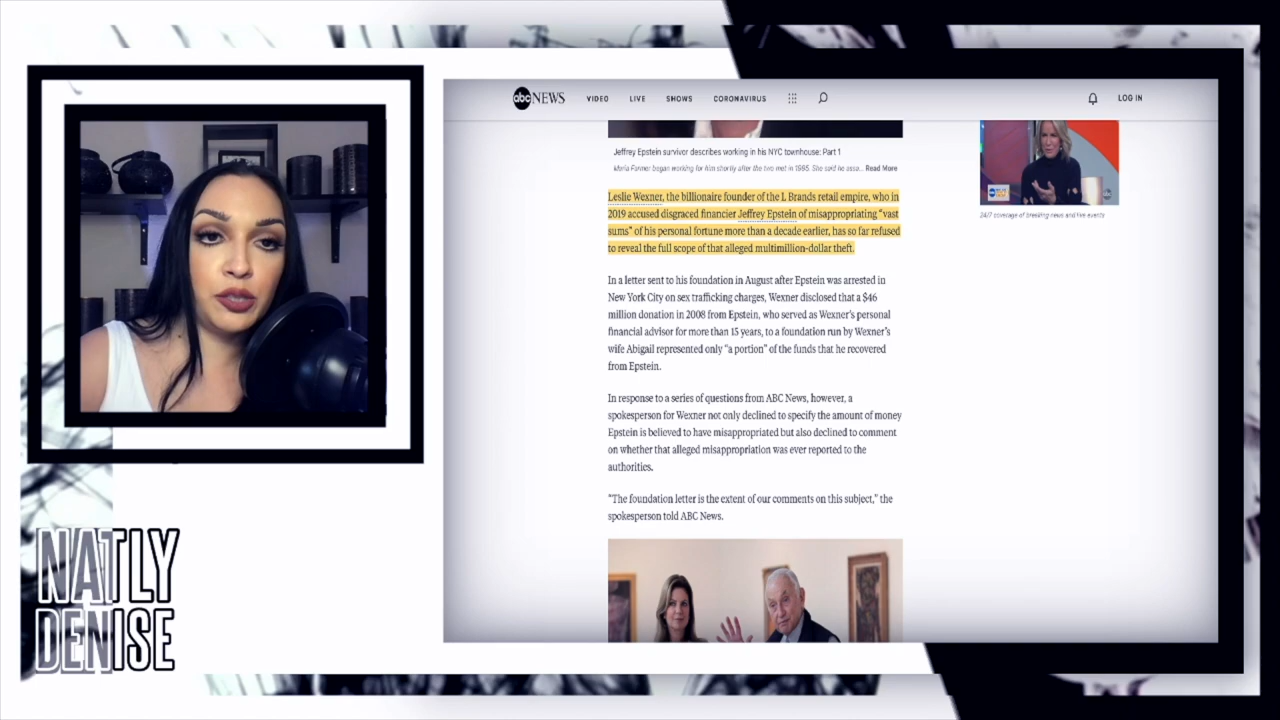 abc NEWS VIDEO LIVE SHOWS CORONAVIRUS LOG IN
Jeffrey Epstein survivor describes working in his NYC townhouse: Part 1
Maria Farmer began working for him shortly after the two met in 1995. She said he asa... Read More
Leslie Wexner, the billionaire founder of the L Brands retail empire, who in
2019 accused disgraced financier Jeffrey Epstein of misappropriating “vast
sums” of his personal fortune more than a decade earlier, has so far refused
to reveal the full scope of that alleged multimillion-dollar theft.
24/7 coverage of breaking news and live events
In a letter sent to his foundation in August after Epstein was arrested in
New York City on sex trafficking charges, Wexner disclosed that a $46
million donation in 2008 from Epstein, who served as Wexner’s personal
financial advisor for more than 15 years, to a foundation run by Wexner’s
wife Abigail represented only “a portion” of the funds that he recovered
from Epstein.
In response to a series of questions from ABC News, however, a
spokesperson for Wexner not only declined to specify the amount of money
Epstein is believed to have misappropriated but also declined to comment
on whether that alleged misappropriation was ever reported to the
authorities.
“The foundation letter is the extent of our comments on this subject,” the
spokesperson told ABC News.
NATLY
DENISE